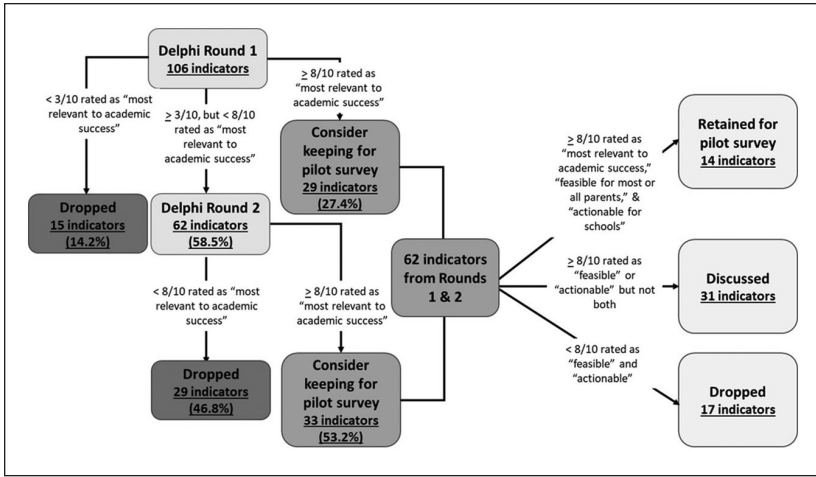 Delphi Round 1
106 indicators
< 3/10 rated as “most
relevant to academic
success”
≥ 3/10, but < 8/10
rated as “most
relevant to
academic success”
≥ 8/10 rated as
“most relevant to
academic success”
Consider
keeping for
pilot survey
29 indicators
(27.4%)
Dropped
15 indicators
(14.2%)
Delphi Round 2
62 indicators
(58.5%)
< 8/10 rated as “most
relevant to academic
success”
≥ 8/10 rated as
“most relevant to
academic success”
Dropped
29 indicators
(46.8%)
Consider
keeping for
pilot survey
33 indicators
(53.2%)
62 indicators
from Rounds
1 & 2
≥ 8/10 rated as
“most relevant to
academic success,”
“feasible for most or
all parents,” &
“actionable for
schools”
Retained for
pilot survey
14 indicators
≥ 8/10 rated as
“feasible” or
“actionable” but not
both
Discussed
31 indicators
< 8/10 rated as
“feasible” and
“actionable”
Dropped
17 indicators